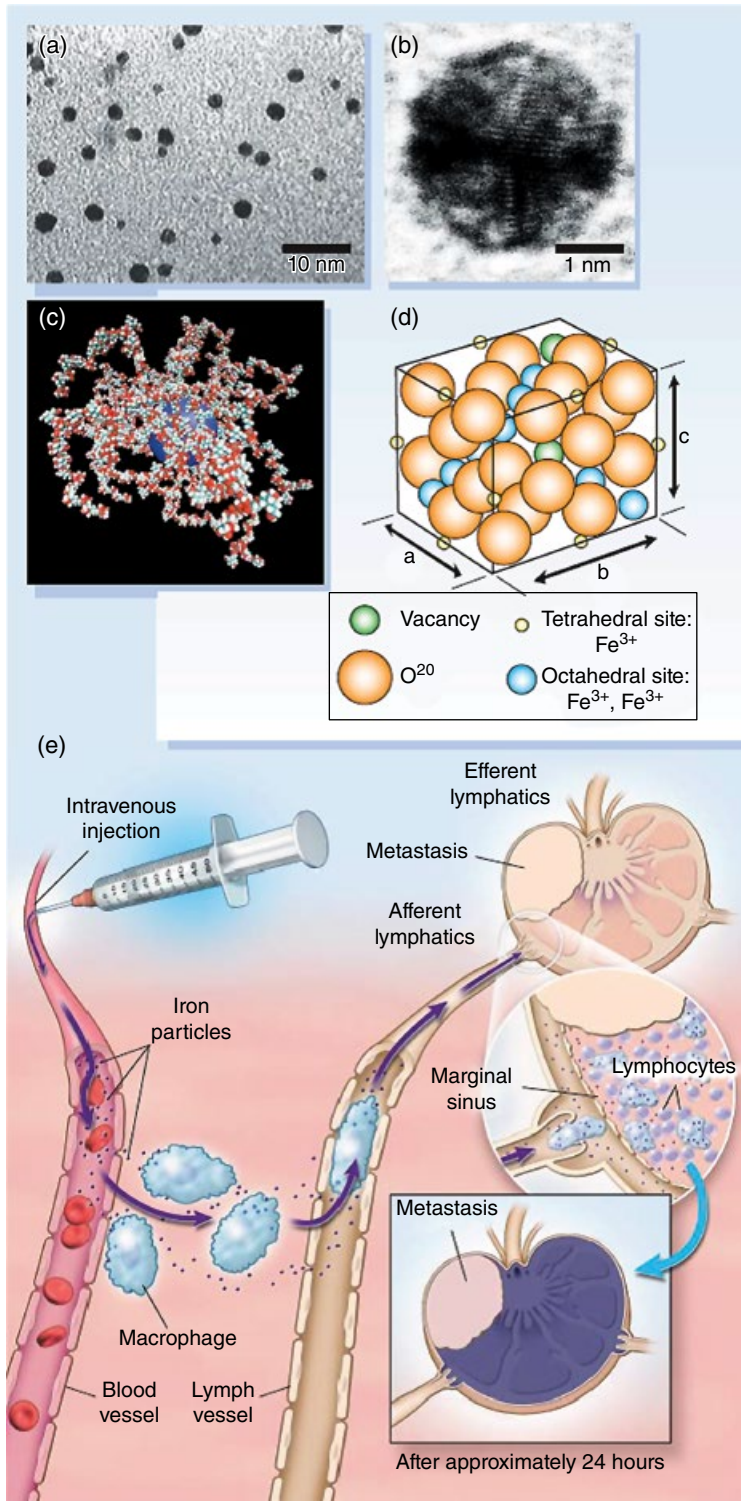 (a)
10 nm
(b)
1 nm
(c)
(d)
c
a
b
Vacancy
Tetrahedral site:
Fe³⁺
O²⁰
Octahedral site:
Fe³⁺, Fe³⁺
(e)
Intravenous
injection
Efferent
lymphatics
Metastasis
Afferent
lymphatics
Iron
particles
Marginal
sinus
Lymphocytes
Macrophage
Metastasis
Blood
vessel
Lymph
vessel
After approximately 24 hours